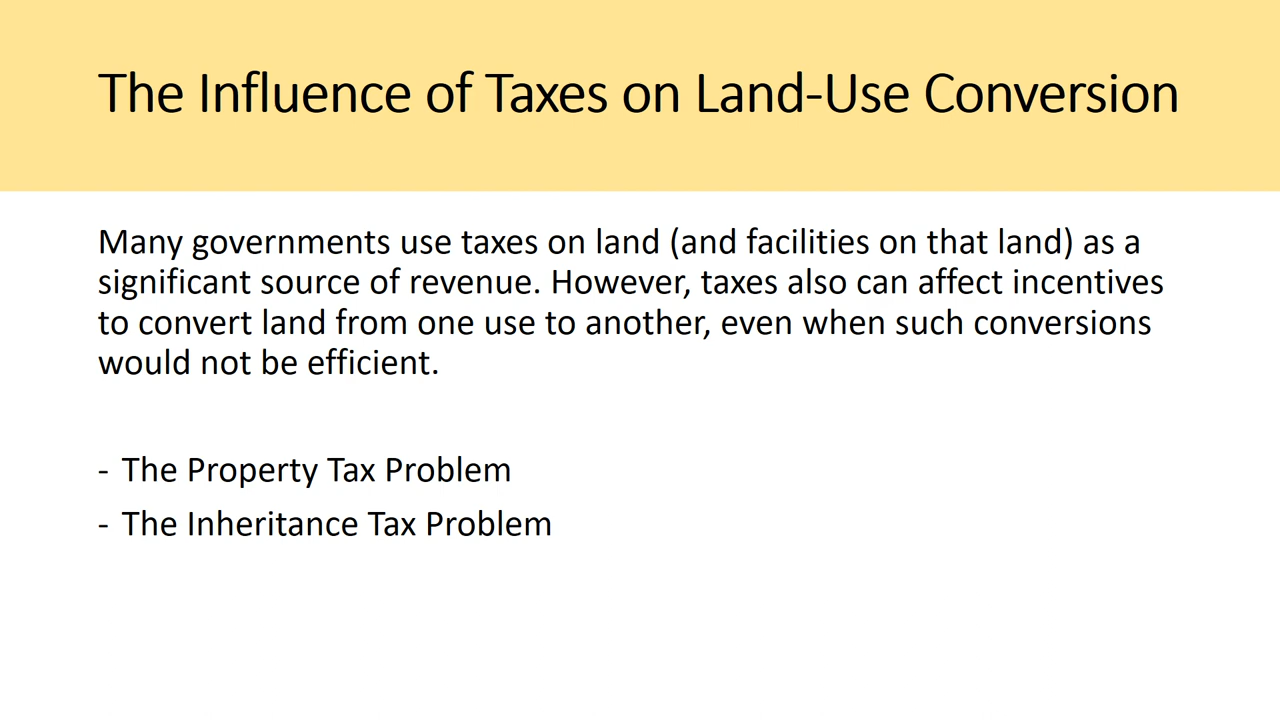 The Influence of Taxes on Land-Use Conversion
Many governments use taxes on land (and facilities on that land) as a
significant source of revenue. However, taxes also can affect incentives
to convert land from one use to another, even when such conversions
would not be efficient.
- The Property Tax Problem
- The Inheritance Tax Problem